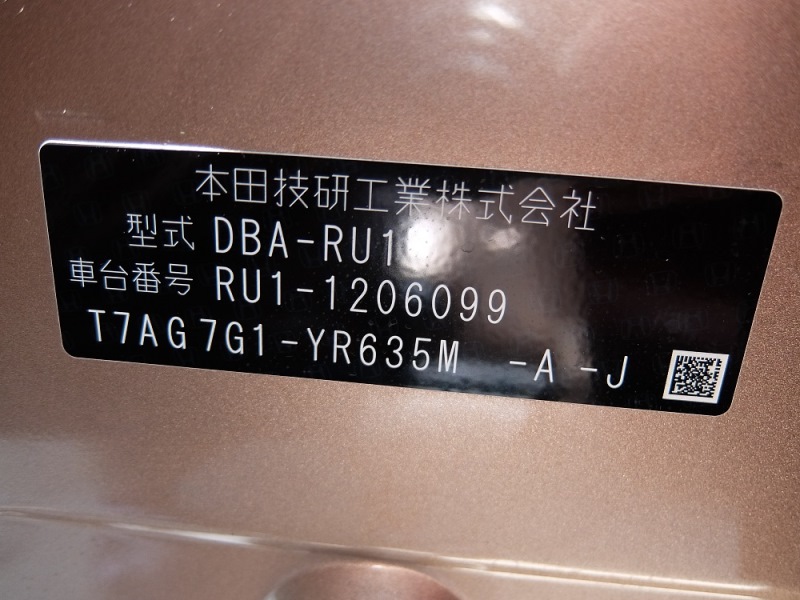 本田技研工業株式会社
型式 DBA-RU1
車台番号 RU1-1206099
T7AG7G1-YR635M -A -J